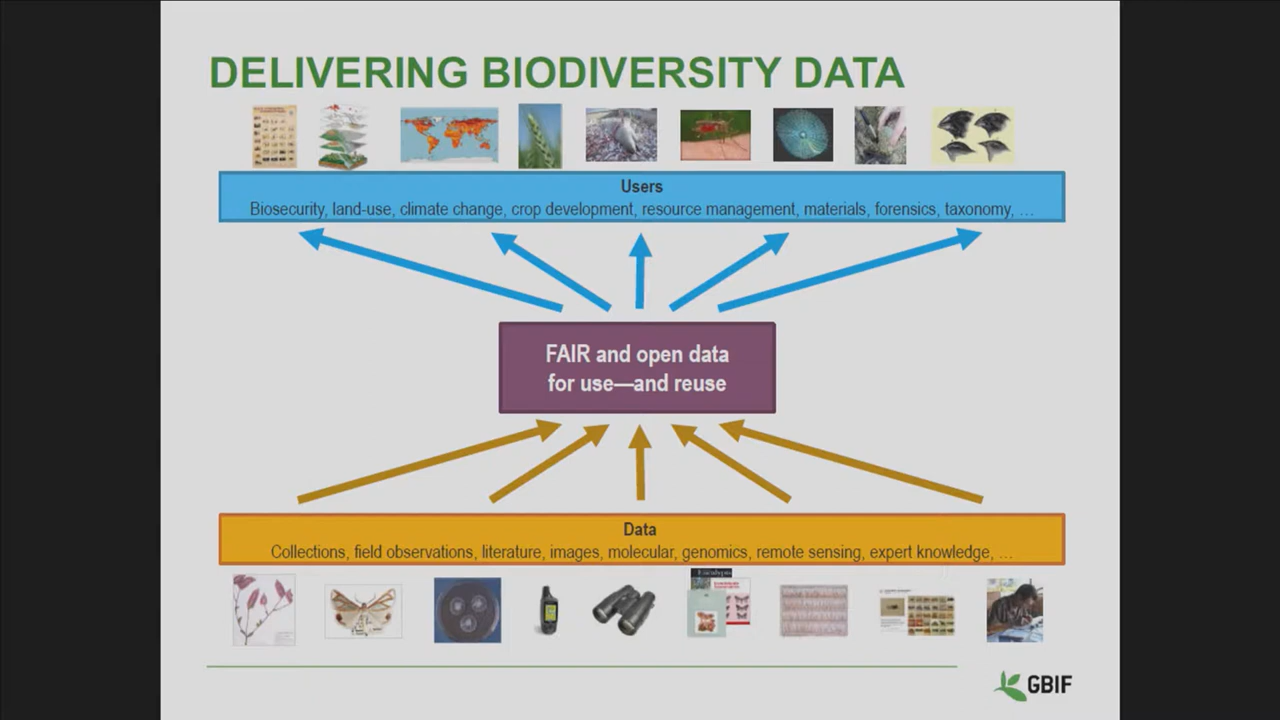 DELIVERING BIODIVERSITY DATA
Users
Biosecurity, land-use, climate change, crop development, resource management, materials, forensics, taxonomy, …
FAIR and open data
for use—and reuse
Data
Collections, field observations, literature, images, molecular, genomics, remote sensing, expert knowledge, …
GBIF